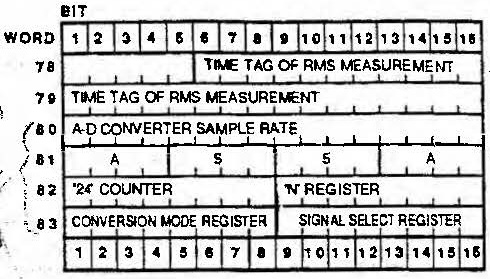 BIT
WORD 1 2 3 4 5 6 7 8 9 10 11 12 13 14 15 16
78 TIME TAG OF RMS MEASUREMENT
79 TIME TAG OF RMS MEASUREMENT
80 A-D CONVERTER SAMPLE RATE
81 A S S A
82 "24" COUNTER "N" REGISTER
83 CONVERSION MODE REGISTER SIGNAL SELECT REGISTER
1 2 3 4 5 6 7 8 9 10 11 12 13 14 15 16